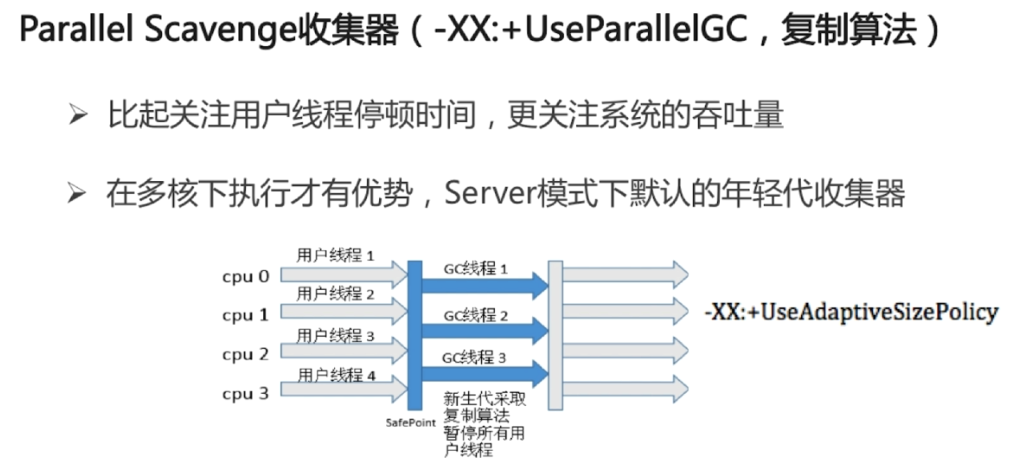 Parallel Scavenge收集器（-XX:+UseParallelGC，复制算法）
比起关注用户线程停顿时间，更关注系统的吞吐量
在多核下执行才有优势，Server模式下默认的年轻代收集器
cpu 0
用户线程 1
GC线程 1
cpu 1
用户线程 2
GC线程 2
cpu 2
用户线程 3
GC线程 3
cpu 3
用户线程 4
-XX:+UseAdaptiveSizePolicy
SafePoint
新生代采取
复制算法
暂停所有用
户线程